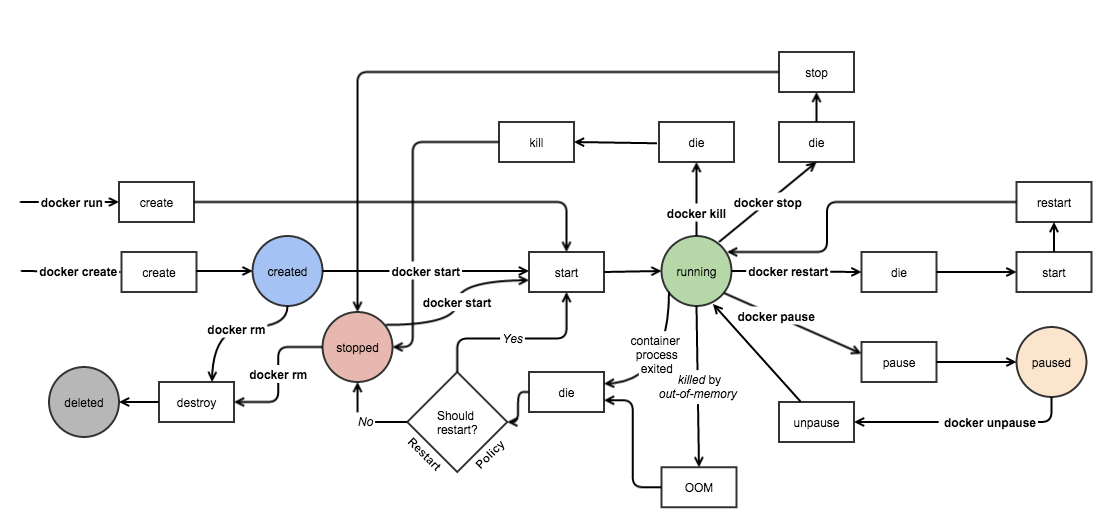 stop
kill
die
die
docker run
create
docker kill
docker stop
restart
docker create
create
created
docker start
start
running
docker restart
die
start
docker start
docker rm
docker pause
stopped
Yes
container
process
exited
pause
paused
docker rm
killed by
out-of-memory
deleted
destroy
die
No
Should
restart?
Restart
Policy
unpause
docker unpause
OOM